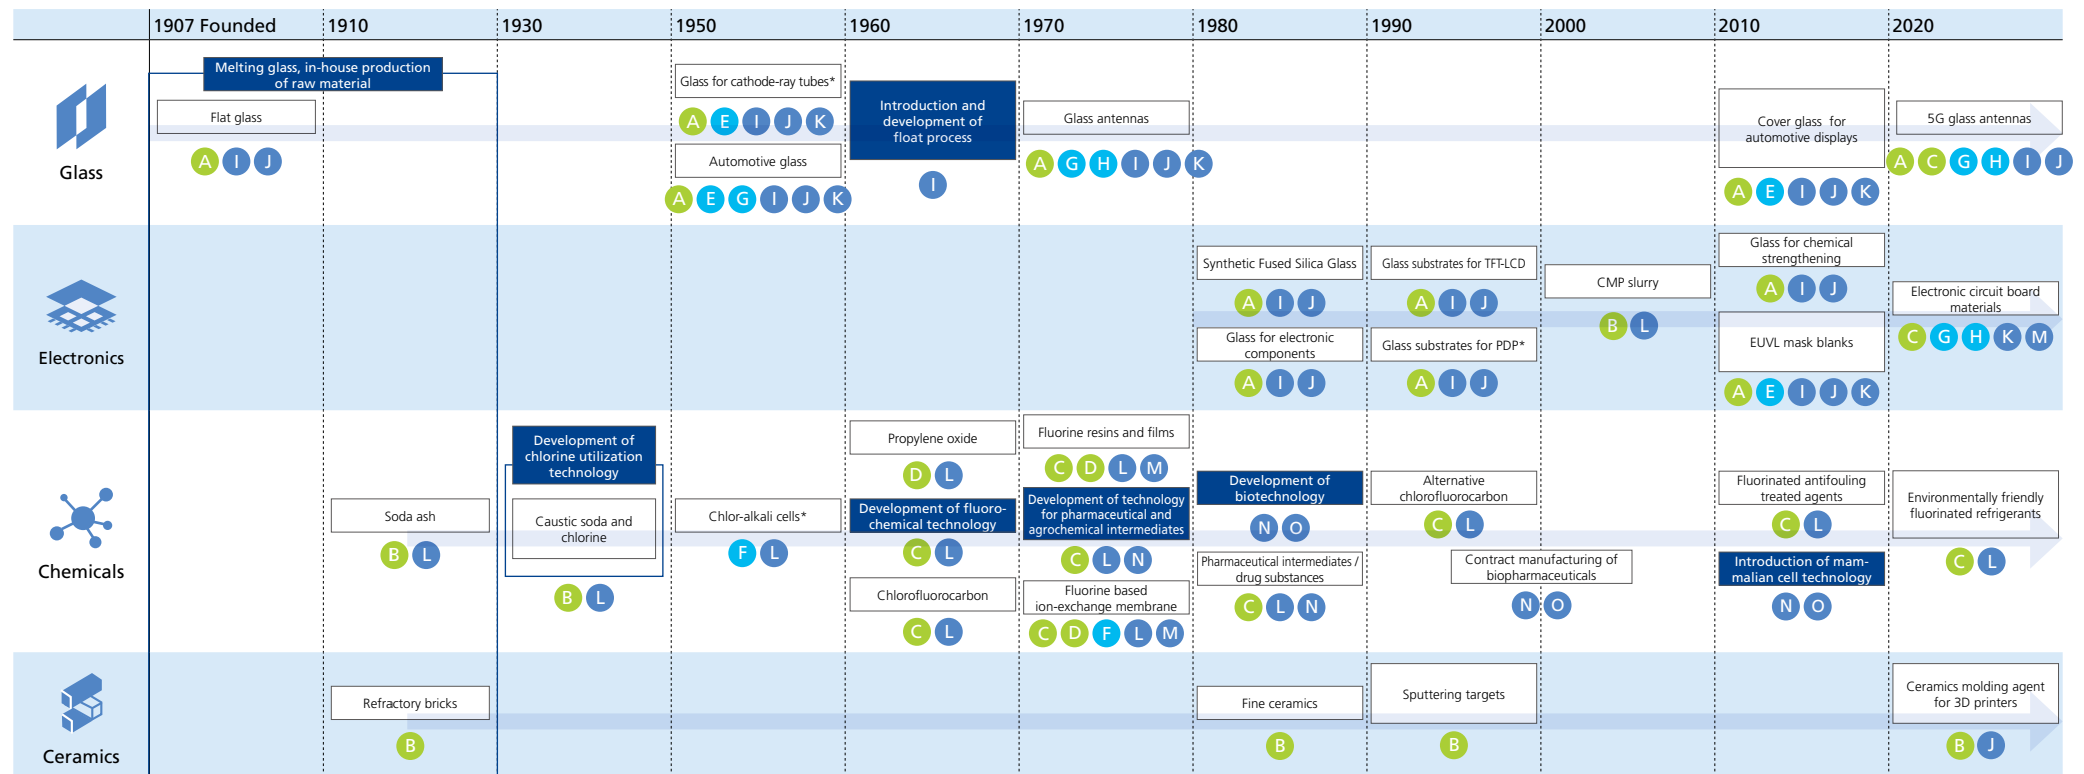 1907 Founded
1910
1930
1950
1960
1970
1980
1990
2000
2010
2020
Glass
Melting glass, in-house production
of raw material
Flat glass
A I J
Glass for cathode-ray tubes*
A E I J K
Automotive glass
A E G I J K
Introduction and
development of
float process
I
Glass antennas
A G H I J K
Cover glass for
automotive displays
A E I J K
5G glass antennas
A C G H I J
Electronics
Synthetic Fused Silica Glass
A I J
Glass for electronic
components
A I J
Glass substrates for TFT-LCD
A I J
Glass substrates for PDP*
A I J
CMP slurry
B L
Glass for chemical
strengthening
A I J
EUVL mask blanks
A E I J K
Electronic circuit board
materials
C G H K M
Chemicals
Soda ash
B L
Development of
chlorine utilization
technology
Caustic soda and
chlorine
B L
Chlor-alkali cells*
F L
Propylene oxide
D L
Development of fluoro-
chemical technology
C L
Chlorofluorocarbon
C L
Fluorine resins and films
C D L M
Development of technology
for pharmaceutical and
agrochemical intermediates
C L N
Fluorine based
ion-exchange membrane
C D F L M
Development of
biotechnology
N O
Pharmaceutical intermediates /
drug substances
C L N
Alternative
chlorofluorocarbon
C L
Contract manufacturing of
biopharmaceuticals
N O
Fluorinated antifouling
treated agents
C L
Introduction of mam-
malian cell technology
N O
Environmentally friendly
fluorinated refrigerants
C L
Ceramics
Refractory bricks
B
Fine ceramics
B
Sputtering targets
B
Ceramics molding agent
for 3D printers
B J